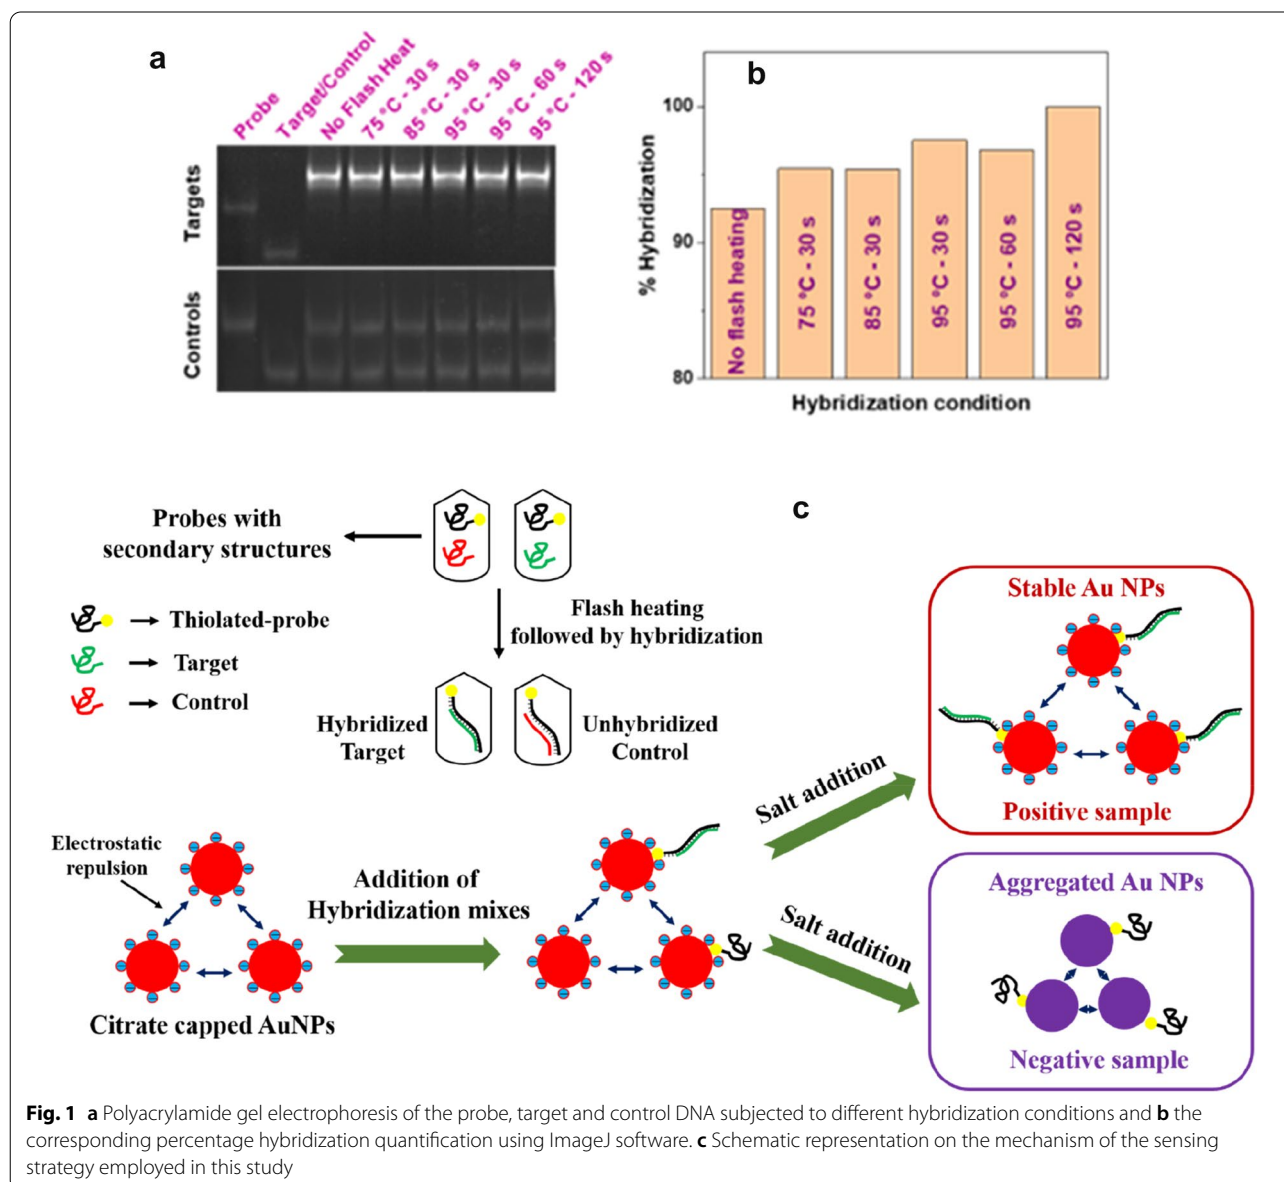 a
Probe
Target/Control
No Flash Heat
75 °C - 30 s
85 °C - 30 s
95 °C - 30 s
95 °C - 60 s
95 °C - 120 s
Targets
Controls
b
% Hybridization
100
90
80
No flash heating
75 °C - 30 s
85 °C - 30 s
95 °C - 30 s
95 °C - 60 s
95 °C - 120 s
Hybridization condition
c
Probes with
secondary structures
Thiolated-probe
Target
Control
Flash heating
followed by hybridization
Hybridized
Target
Unhybridized
Control
Electrostatic
repulsion
Citrate capped AuNPs
Addition of
Hybridization mixes
Salt addition
Salt addition
Stable Au NPs
Positive sample
Aggregated Au NPs
Negative sample
Fig. 1 a Polyacrylamide gel electrophoresis of the probe, target and control DNA subjected to different hybridization conditions and b the
corresponding percentage hybridization quantification using ImageJ software. c Schematic representation on the mechanism of the sensing
strategy employed in this study